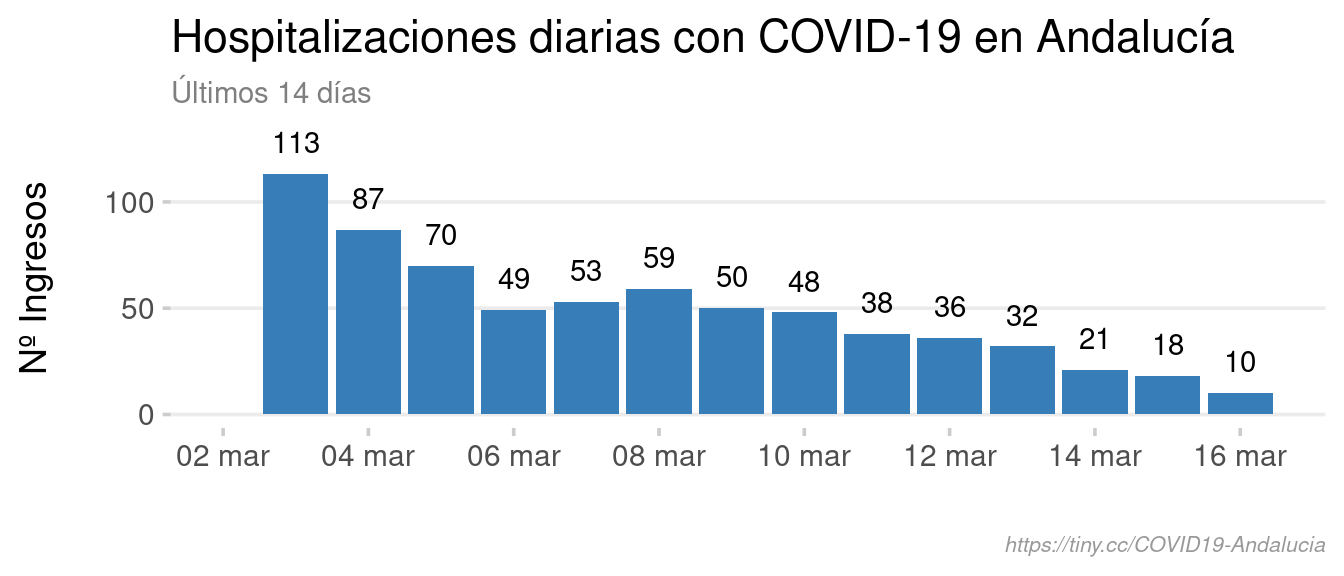 Hospitalizaciones diarias con COVID-19 en Andalucía
Últimos 14 días
Nº Ingresos
113
87
70
49
53
59
50
48
38
36
32
21
18
10
100
50
0
02 mar
04 mar
06 mar
08 mar
10 mar
12 mar
14 mar
16 mar
https://tiny.cc/COVID19-Andalucia